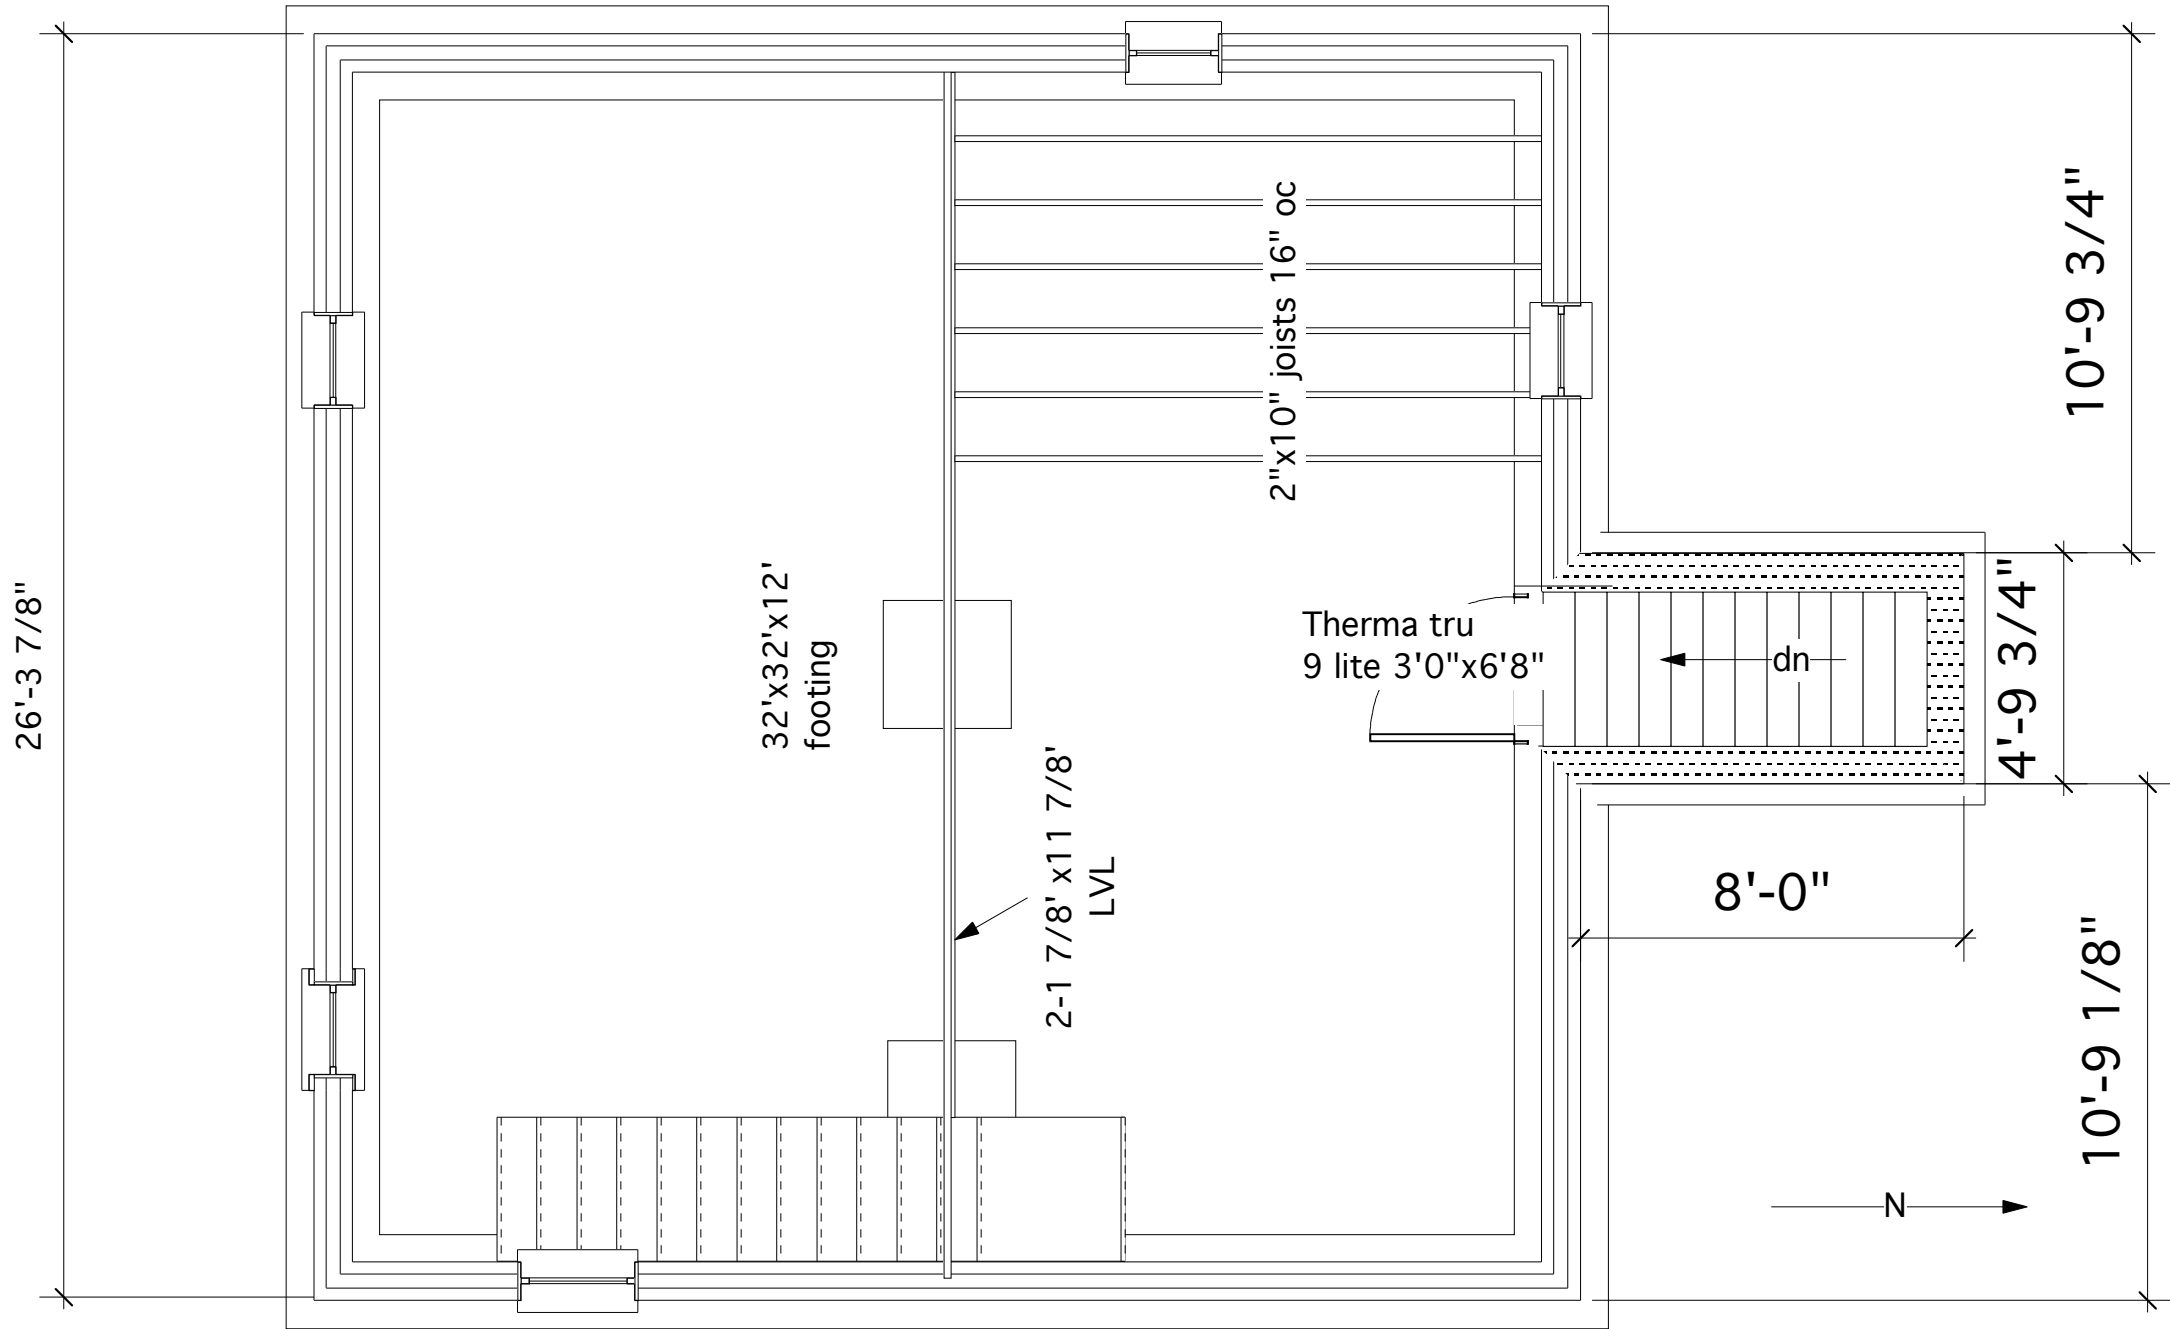 26'-3 7/8"
32'x32'x12'
footing
2"x10" joists 16" oc
2-1 7/8' x11 7/8'
LVL
Therma tru
9 lite 3'0"x6'8"
dn
10'-9 3/4"
4'-9 3/4"
8'-0"
10'-9 1/8"
N